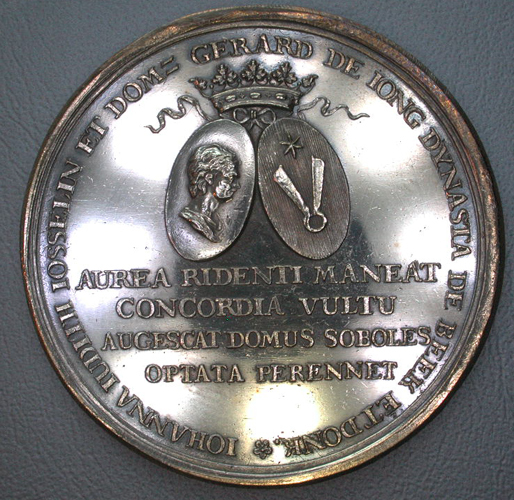 IOHANNA IUDITH IOSSELIN ET DOM= GERARD DE IONG DYNASTA DE BEEK ET DONK.
AUREA RIDENTI MANEAT
CONCORDIA VULTU
AUGESCAT DOMUS SOBOLES
OPTATA PERENNET